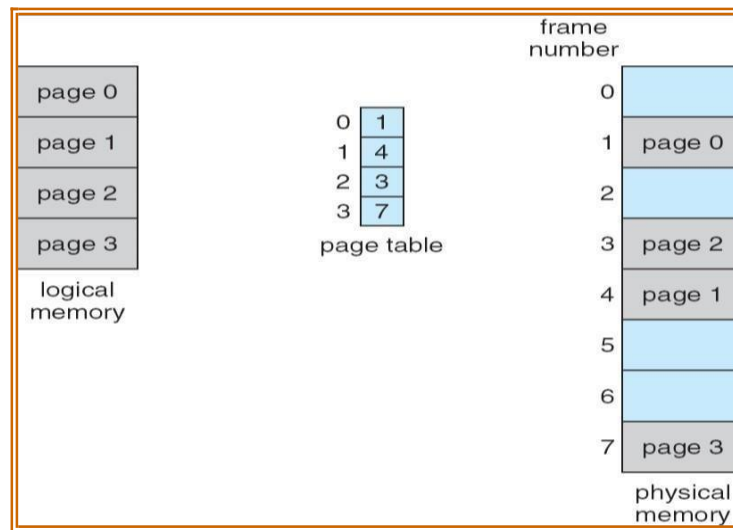 page 0
page 1
page 2
page 3
logical
memory
0 1
1 4
2 3
3 7
page table
frame
number
0
1 page 0
2
3 page 2
4 page 1
5
6
7 page 3
physical
memory